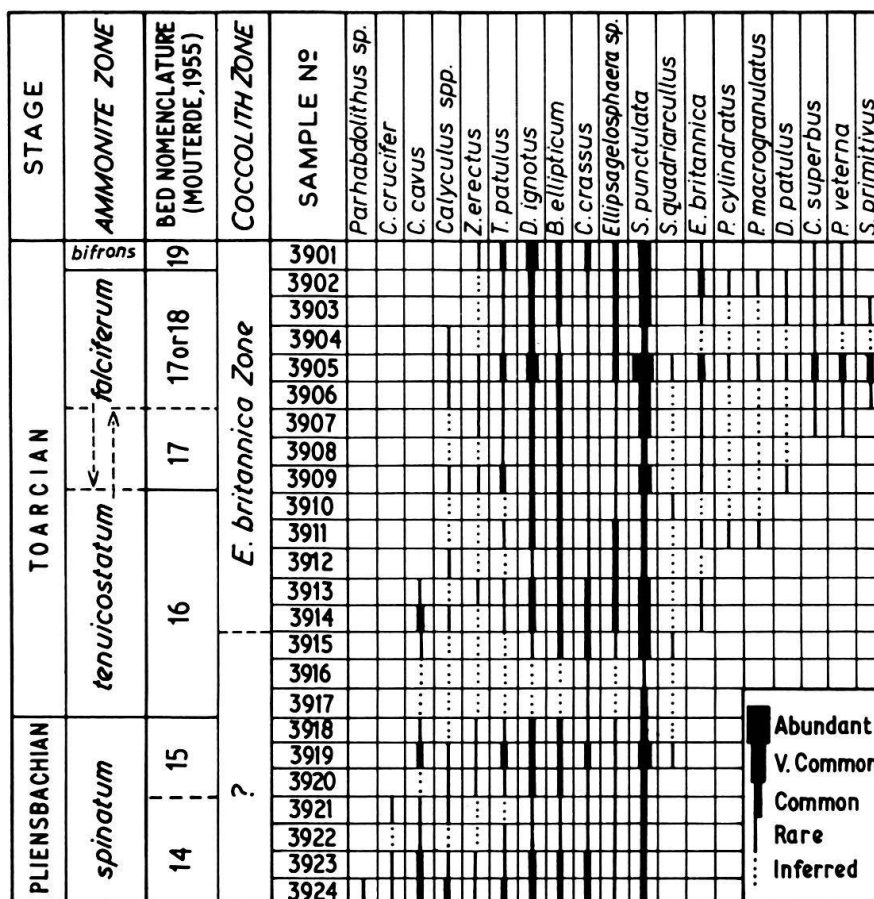 STAGE
AMMONITE ZONE
BED NOMENCLATURE
(MOUTERDE, 1955)
COCCOLITH ZONE
SAMPLE Nº
Parhabdolithus sp.
C. crucifer
C. cavus
Calyculus spp.
Z. erectus
T. patulus
D. ignotus
B. ellipticum
C. crassus
Ellipsagelosphaera sp.
S. punctulata
S. quadriarcullus
E. britannica
P. cylindratus
P. macrogranulatus
D. patulus
C. superbus
P. veterna
S. primitivus
TOARCIAN
PLIENSBACHIAN
bifrons
falciferum
tenuicostatum
spinatum
19
17 or 18
17
16
15
14
E. britannica Zone
?
3901
3902
3903
3904
3905
3906
3907
3908
3909
3910
3911
3912
3913
3914
3915
3916
3917
3918
3919
3920
3921
3922
3923
3924
Abundant
V. Common
Common
Rare
Inferred